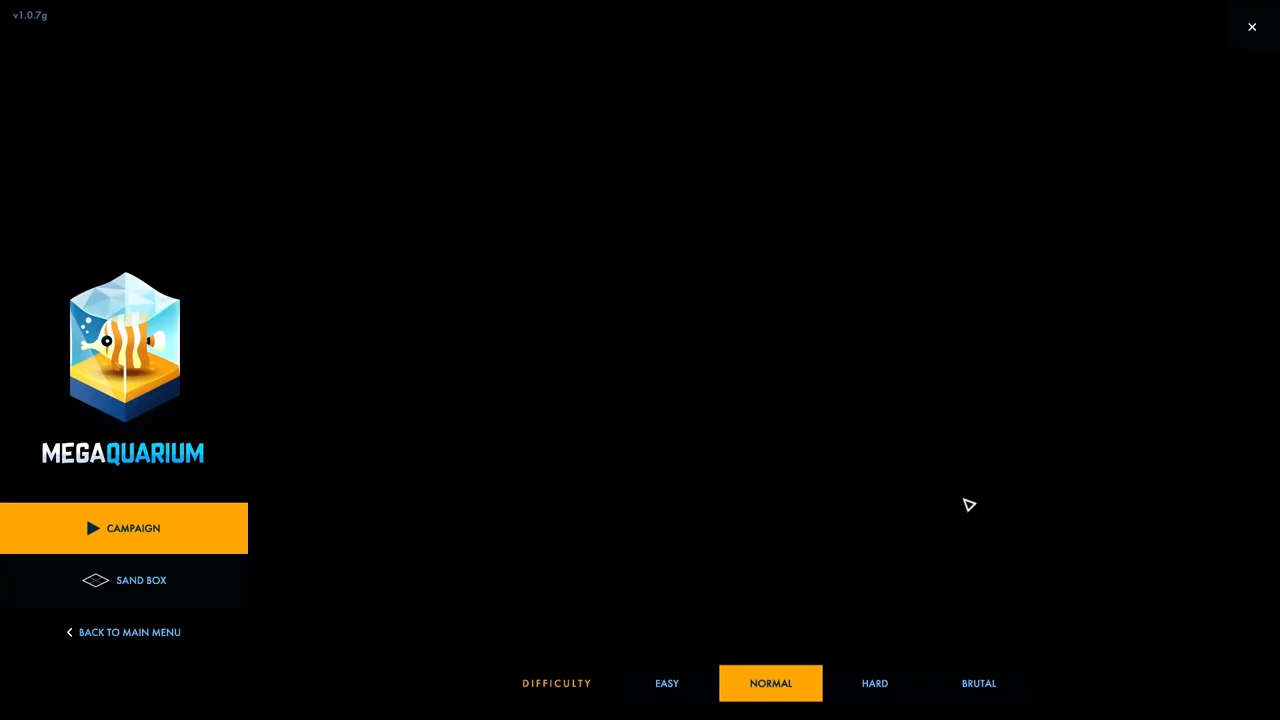 v1.0.7g
MEGAQUARIUM
CAMPAIGN
SAND BOX
BACK TO MAIN MENU
DIFFICULTY EASY NORMAL HARD BRUTAL